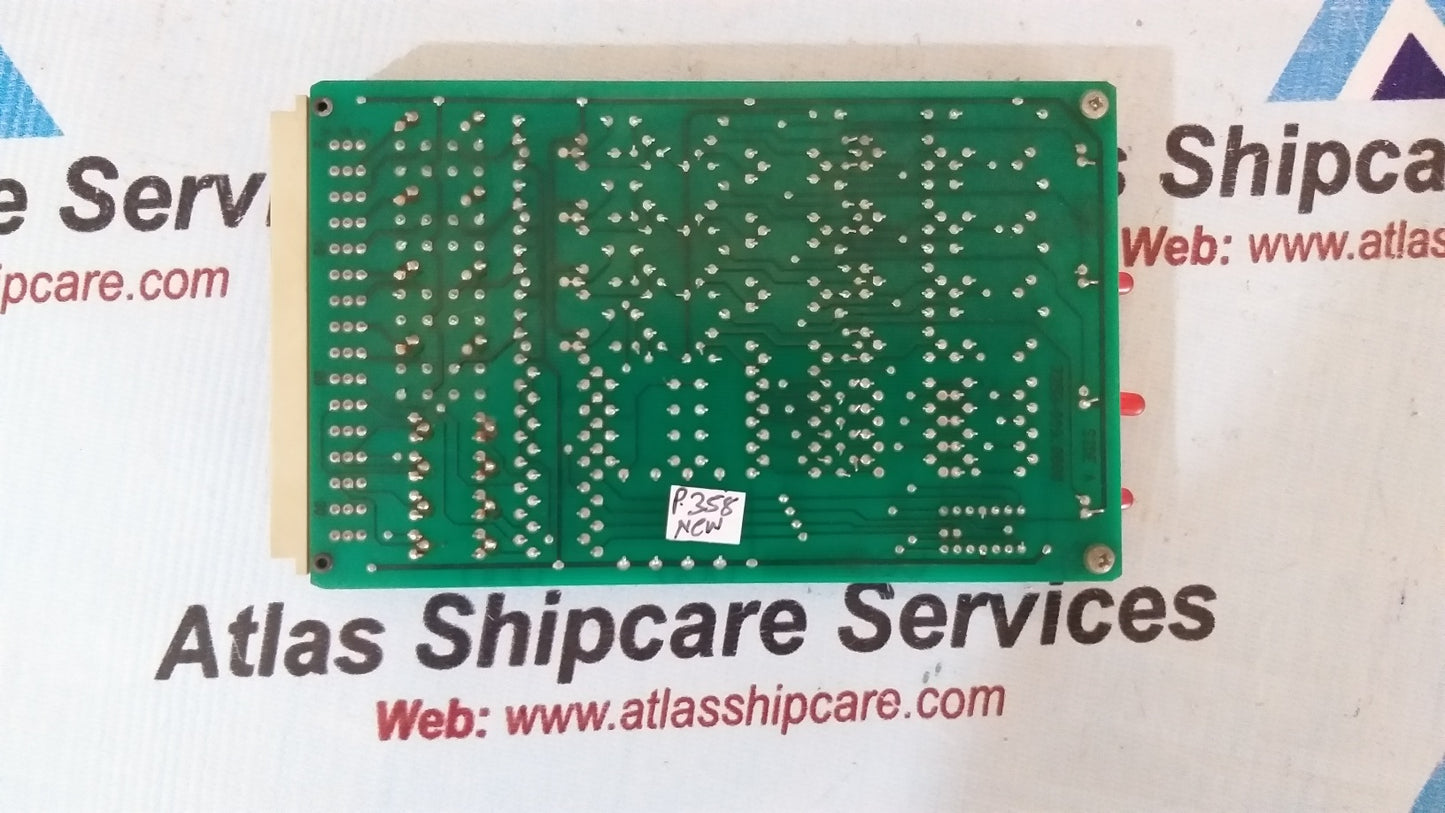 e Servi
s Shipca
Web: www.atlas
ipcare.com
P.358
NEW
Atlas Shipcare Services
Web: www.atlasshipcare.com